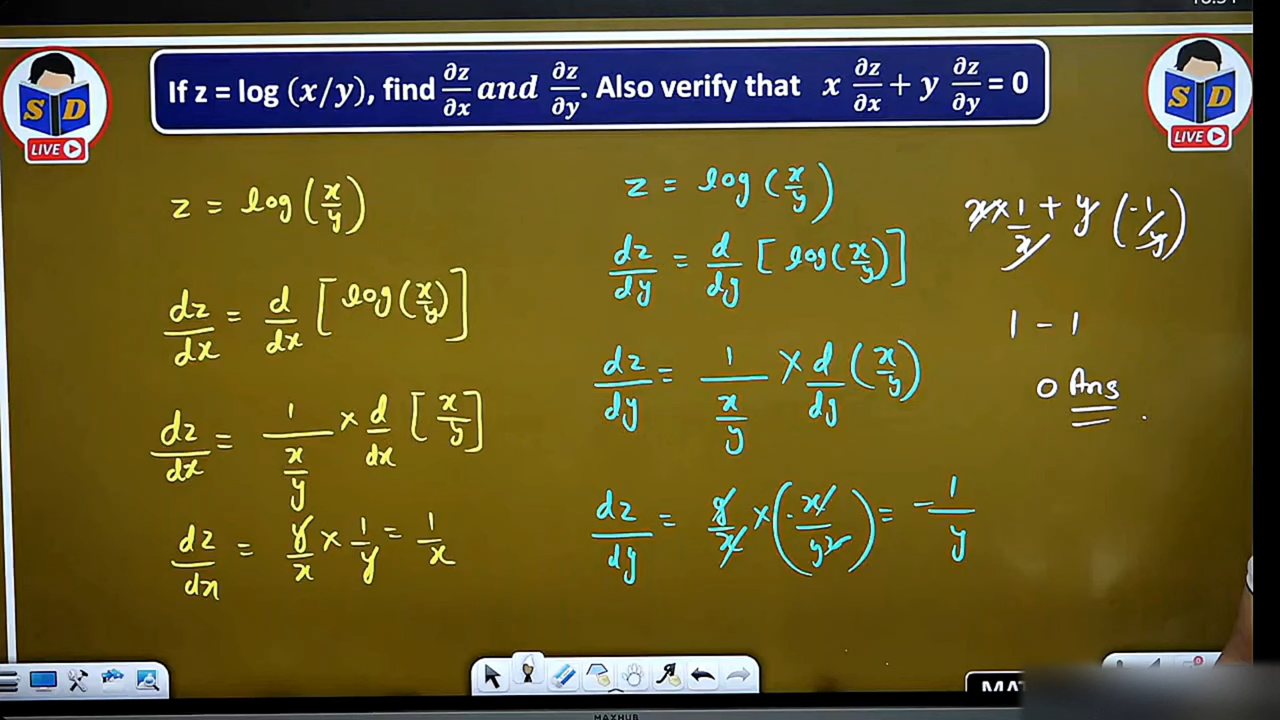 If z = log (x/y), find ∂z/∂x and ∂z/∂y. Also verify that x ∂z/∂x + y ∂z/∂y = 0
S D
LIVE
S D
LIVE
z = log(x/y)
dz/dx = d/dx [log(x/y)]
dz/dx = 1/(x/y) × d/dx [x/y]
dz/dx = y/x × 1/y = 1/x
z = log(x/y)
dz/dy = d/dy [log(x/y)]
dz/dy = 1/(x/y) × d/dy (x/y)
dz/dy = y/x × (-x/y²) = -1/y
x × 1/x + y (-1/y)
1 - 1
0 Ans
MAXHUB